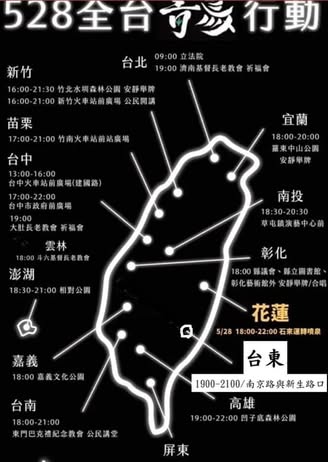 528全台奇襲行動
台北
09:00 立法院
19:00 濟南基督長老教會 祈福會
新竹
16:00-21:30 竹北水圳森林公園 安靜舉牌
16:00-21:00 新竹火車站前廣場 公民開講
苗栗
17:00-21:00 竹南火車站前站廣場
台中
13:00-16:00
台中火車站前廣場(建國路)
17:00-22:00
台中市政府前廣場
19:00
大肚長老教會 祈福會
雲林
18:00 斗六基督長老教會
澎湖
18:30-21:00 相對公園
嘉義
18:00 嘉義文化公園
台南
18:00-21:00
東門巴克禮紀念教會 公民講堂
宜蘭
18:00-20:00
羅東中山公園
安靜舉牌
南投
18:30-20:30
草屯鎮演藝中心前
彰化
18:00 縣議會、縣立圖書館、
彰化藝術館外 安靜舉牌/合唱
花蓮
5/28 18:00-22:00 石來運轉噴泉
台東
1900-2100/南京路與新生路口
高雄
19:00-22:00 凹子底森林公園
屏東